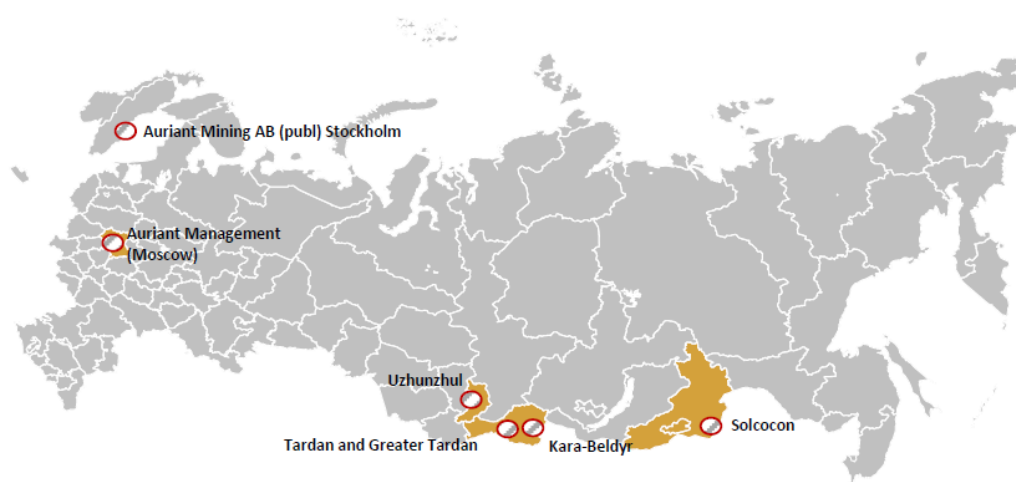 Auriant Mining AB (publ) Stockholm
Auriant Management
(Moscow)
Uzhunzhul
Tardan and Greater Tardan
Kara-Beldyr
Solcocon